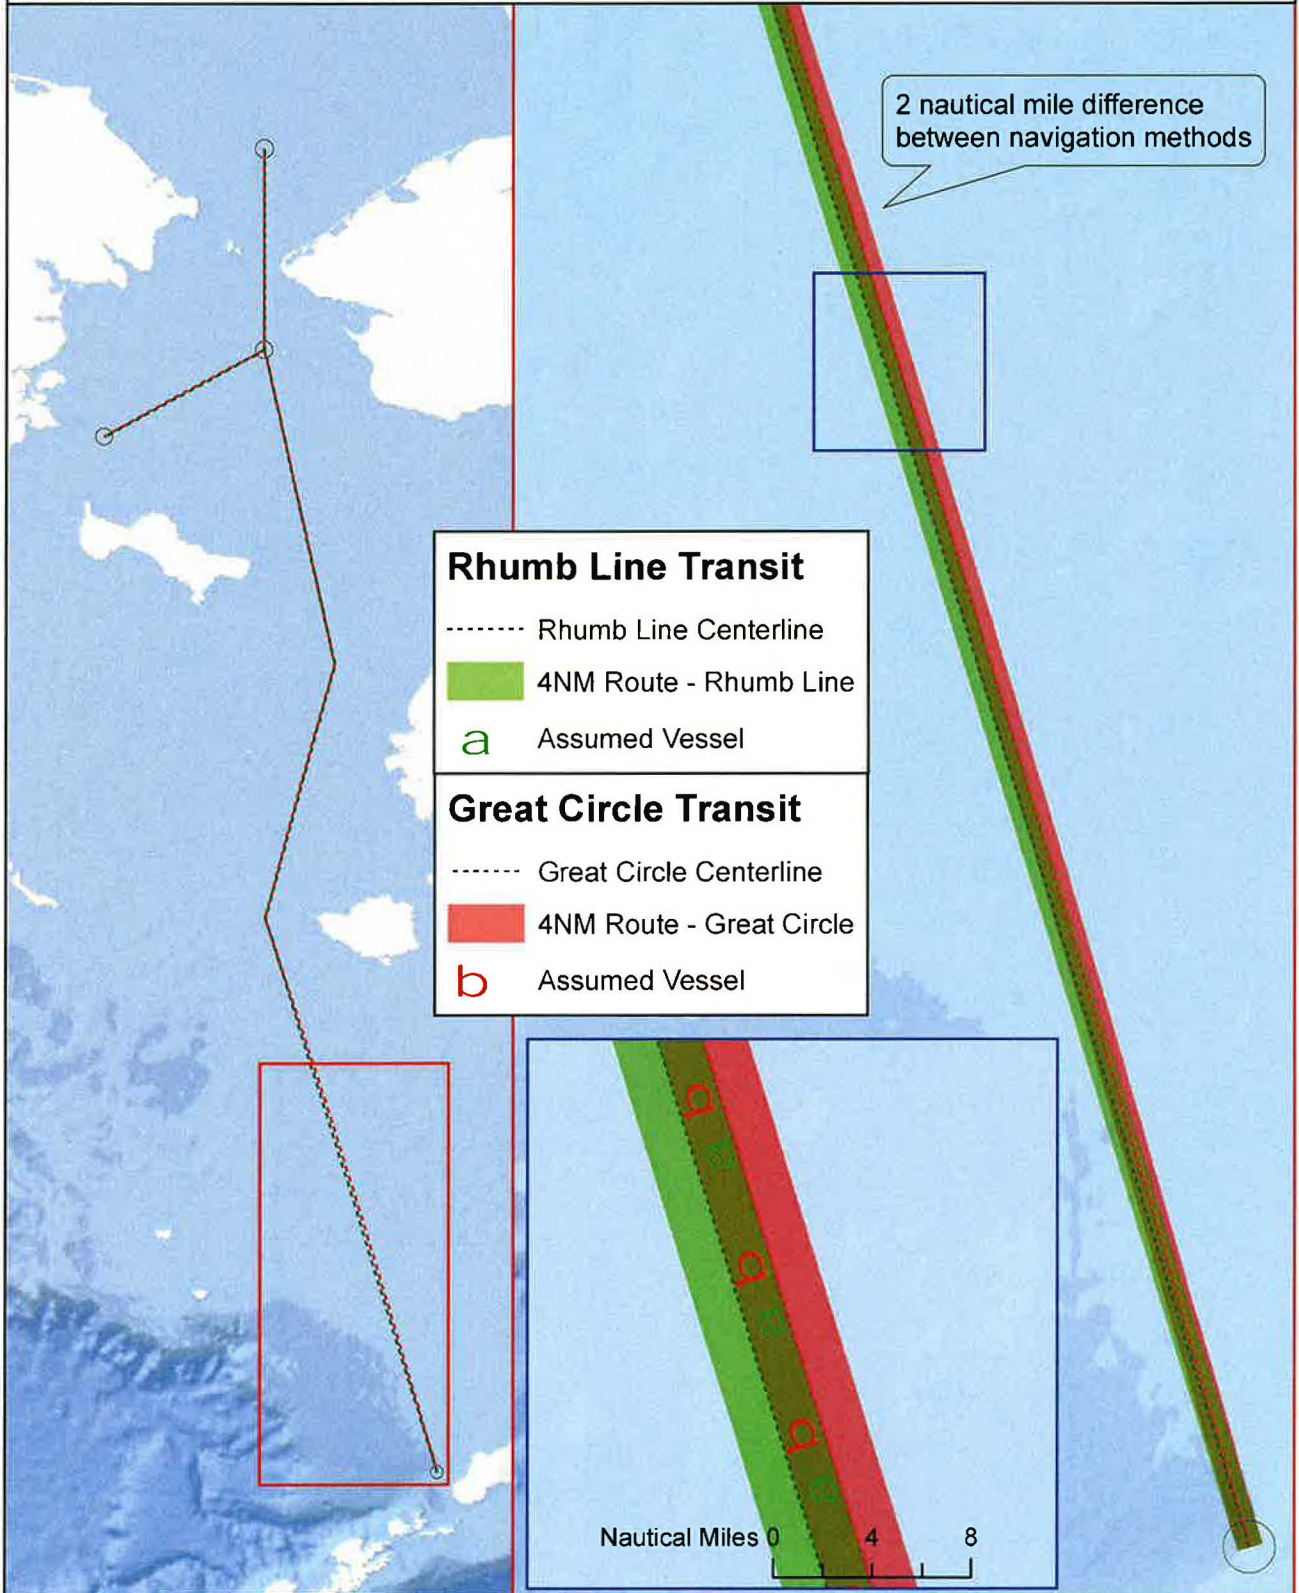 2 nautical mile difference
between navigation methods
Rhumb Line Transit
Rhumb Line Centerline
4NM Route - Rhumb Line
a Assumed Vessel
Great Circle Transit
Great Circle Centerline
4NM Route - Great Circle
b Assumed Vessel
b
a
b
a
b
a
Nautical Miles 0 4 8